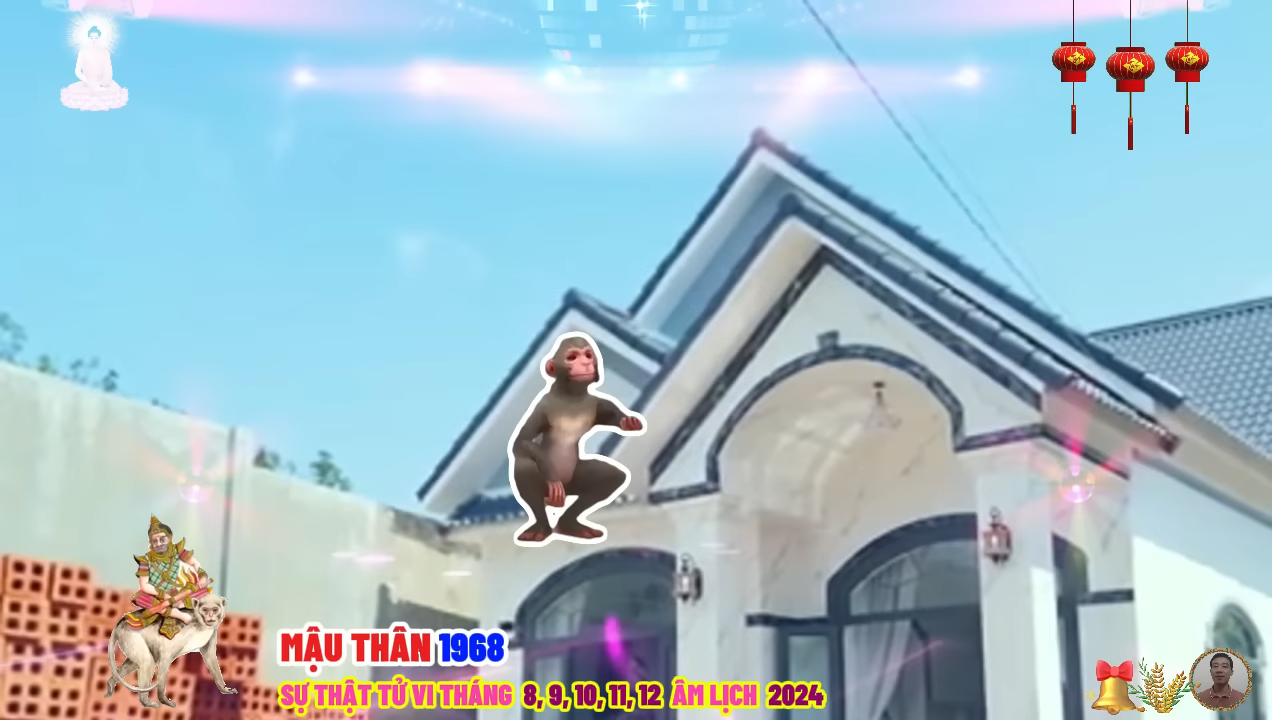 MẬU THÂN 1968
SỰ THẬT TỬ VI THÁNG 8, 9, 10, 11, 12 ÂM LỊCH 2024